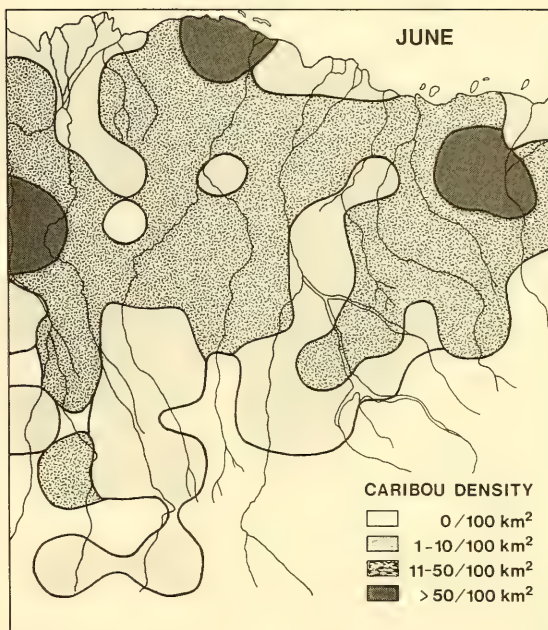 JUNE
CARIBOU DENSITY
0/100 km²
1-10/100 km²
11-50/100 km²
>50/100 km²